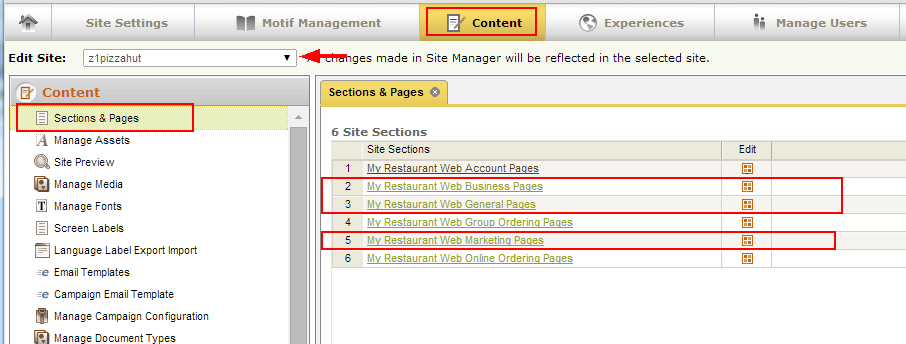 Site Settings Motif Management Content Experiences Manage Users
Edit Site: z1pizzahut changes made in Site Manager will be reflected in the selected site.
Content
Sections & Pages
Manage Assets
Site Preview
Manage Media
Manage Fonts
Screen Labels
Language Label Export Import
Email Templates
Campaign Email Template
Manage Campaign Configuration
Manage Document Types
Sections & Pages
6 Site Sections
Site Sections Edit
1 My Restaurant Web Account Pages
2 My Restaurant Web Business Pages
3 My Restaurant Web General Pages
4 My Restaurant Web Group Ordering Pages
5 My Restaurant Web Marketing Pages
6 My Restaurant Web Online Ordering Pages